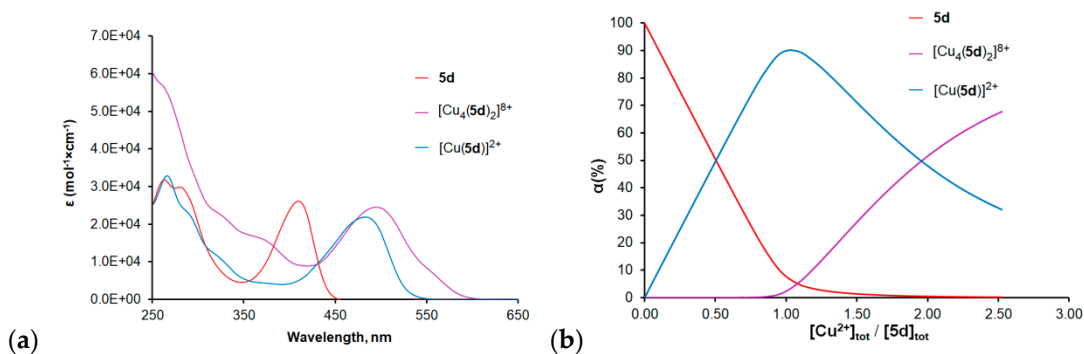 7.0E+04
6.0E+04
5.0E+04
4.0E+04
3.0E+04
2.0E+04
1.0E+04
0.0E+00
ε (mol⁻¹×cm⁻¹)
250
350
450
550
650
Wavelength, nm
5d
[Cu₄(5d)₂]⁸⁺
[Cu(5d)]²⁺
(a)
100
90
80
70
60
50
40
30
20
10
0
α(%)
0.00
0.50
1.00
1.50
2.00
2.50
3.00
[Cu²⁺]tot / [5d]tot
5d
[Cu₄(5d)₂]⁸⁺
[Cu(5d)]²⁺
(b)